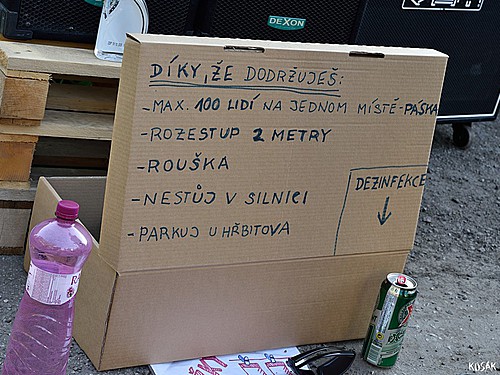 DEXON
DÍKY, ŽE DODRŽUJEŠ:
-MAX. 100 LIDÍ NA JEDNOM MÍSTĚ-PÁSKA
-ROZESTUP 2 METRY
-ROUŠKA
-NESTŮJ V SILNICI
-PARKUJ U HŘBITOVA
DEZINFEKCE
KOSÁK